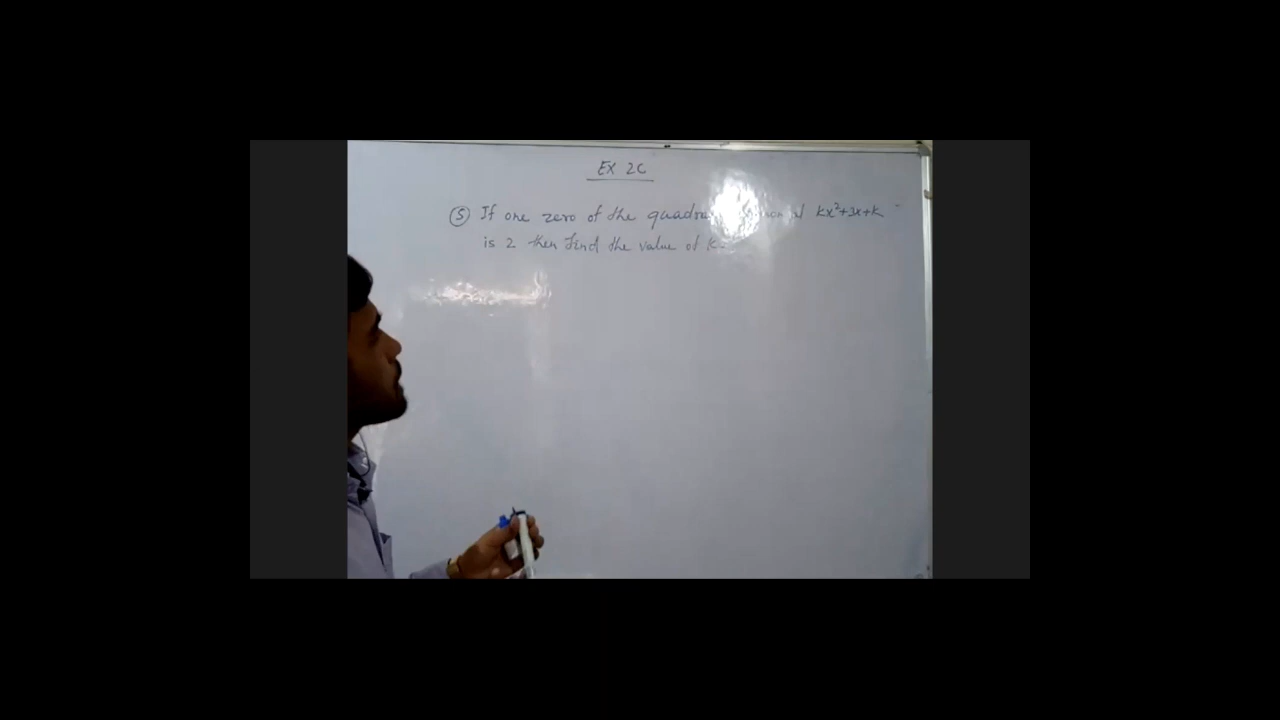 EX 2C
5 If one zero of the quadra kx²+3x+k
is 2 then find the value of k.